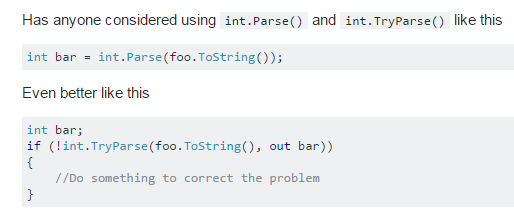 Has anyone considered using int.Parse() and int.TryParse() like this
int bar = int.Parse(foo.ToString());
Even better like this
int bar;
if (!int.TryParse(foo.ToString(), out bar))
{
    //Do something to correct the problem
}